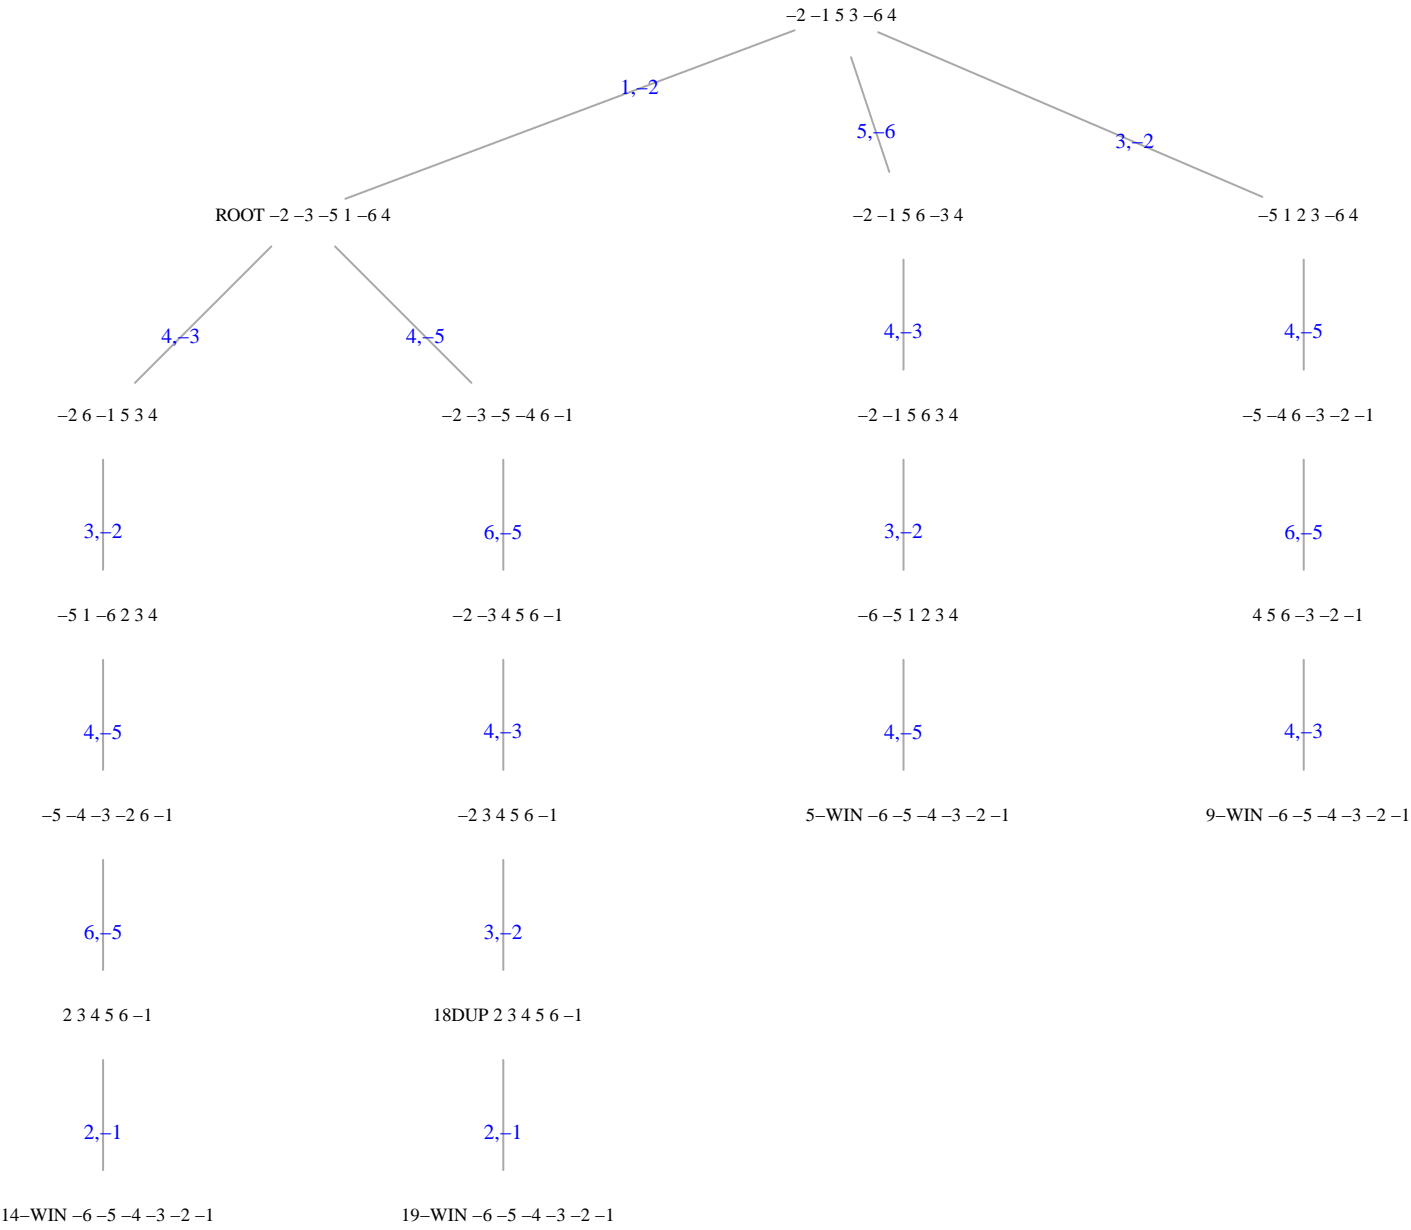 –2 –1 5 3 –6 4
1,–2
5,–6
3,–2
ROOT –2 –3 –5 1 –6 4
–2 –1 5 6 –3 4
–5 1 2 3 –6 4
4,–3
4,–5
4,–3
4,–5
–2 6 –1 5 3 4
–2 –3 –5 –4 6 –1
–2 –1 5 6 3 4
–5 –4 6 –3 –2 –1
3,–2
6,–5
3,–2
6,–5
–5 1 –6 2 3 4
–2 –3 4 5 6 –1
–6 –5 1 2 3 4
4 5 6 –3 –2 –1
4,–5
4,–3
4,–5
4,–3
–5 –4 –3 –2 6 –1
–2 3 4 5 6 –1
5–WIN –6 –5 –4 –3 –2 –1
9–WIN –6 –5 –4 –3 –2 –1
6,–5
3,–2
2 3 4 5 6 –1
18DUP 2 3 4 5 6 –1
2,–1
2,–1
14–WIN –6 –5 –4 –3 –2 –1
19–WIN –6 –5 –4 –3 –2 –1